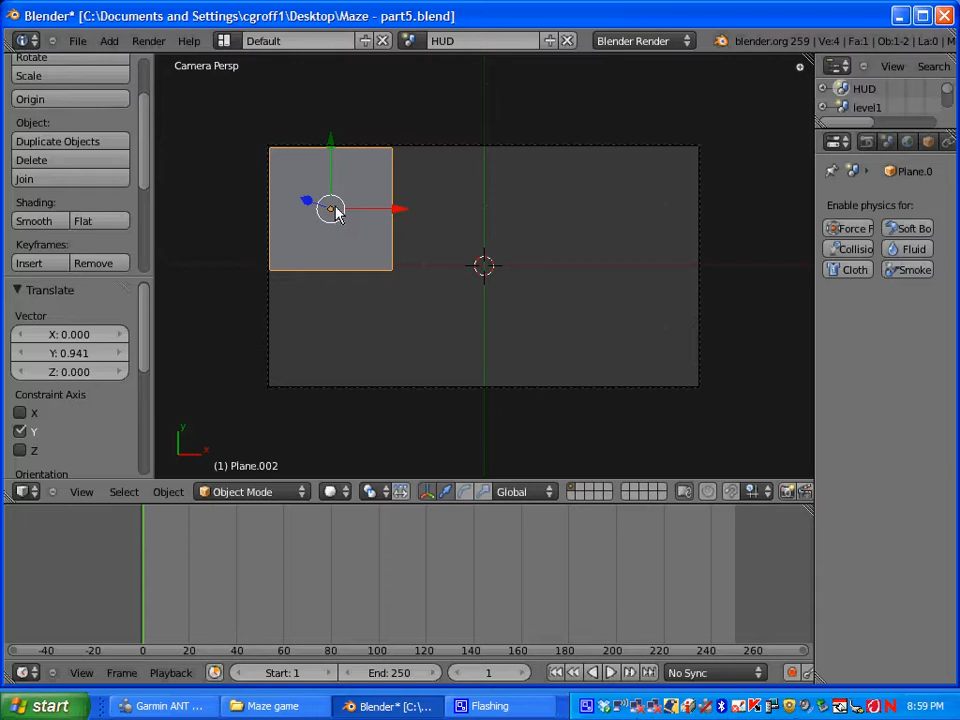 Blender* [C:\Documents and Settings\cgroff1\Desktop\Maze - part5.blend]
File Add Render Help Default HUD Blender Render blender.org 259 | Ve:4 | Fa:1 | Ob:1-2 | La:0 | M
Rotate
Scale
Origin
Object:
Duplicate Objects
Delete
Join
Shading:
Smooth Flat
Keyframes:
Insert Remove
Translate
Vector
X: 0.000
Y: 0.941
Z: 0.000
Constraint Axis
X
Y
Z
Orientation
Camera Persp
y
x
(1) Plane.002
View Select Object Object Mode Global
View Search
HUD
level1
Plane.0
Enable physics for:
Force F Soft Bo
Collisio Fluid
Cloth Smoke
-40 -20 0 20 40 60 80 100 120 140 160 180 200 220 240 260
View Frame Playback Start: 1 End: 250 1 No Sync
start Garmin ANT ... Maze game Blender* [C:\... Flashing 8:59 PM